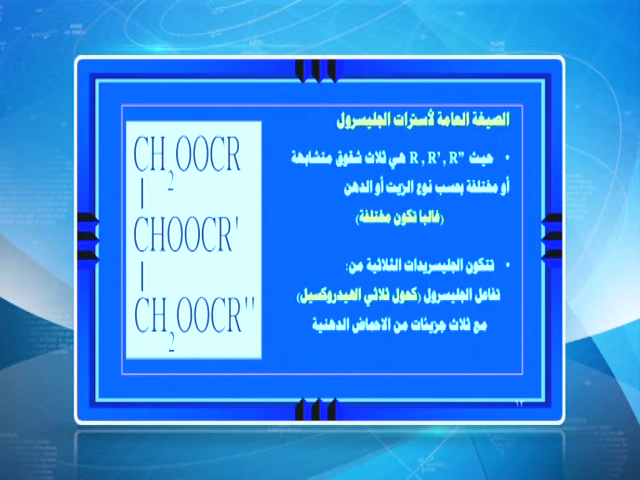 الصيغة العامة لأسترات الجليسرول
• حيث R , R' , R" هي ثلاث شقوق متشابهة
أو مختلفة بحسب نوع الزيت أو الدهن
(غالبا تكون مختلفة)
• تتكون الجليسريدات الثلاثية من:
تفاعل الجليسرول (كحول ثلاثي الهيدروكسيل)
مع ثلاث جزيئات من الاحماض الدهنية
CH2OOCR
CHOOCR'
CH2OOCR''
١٢